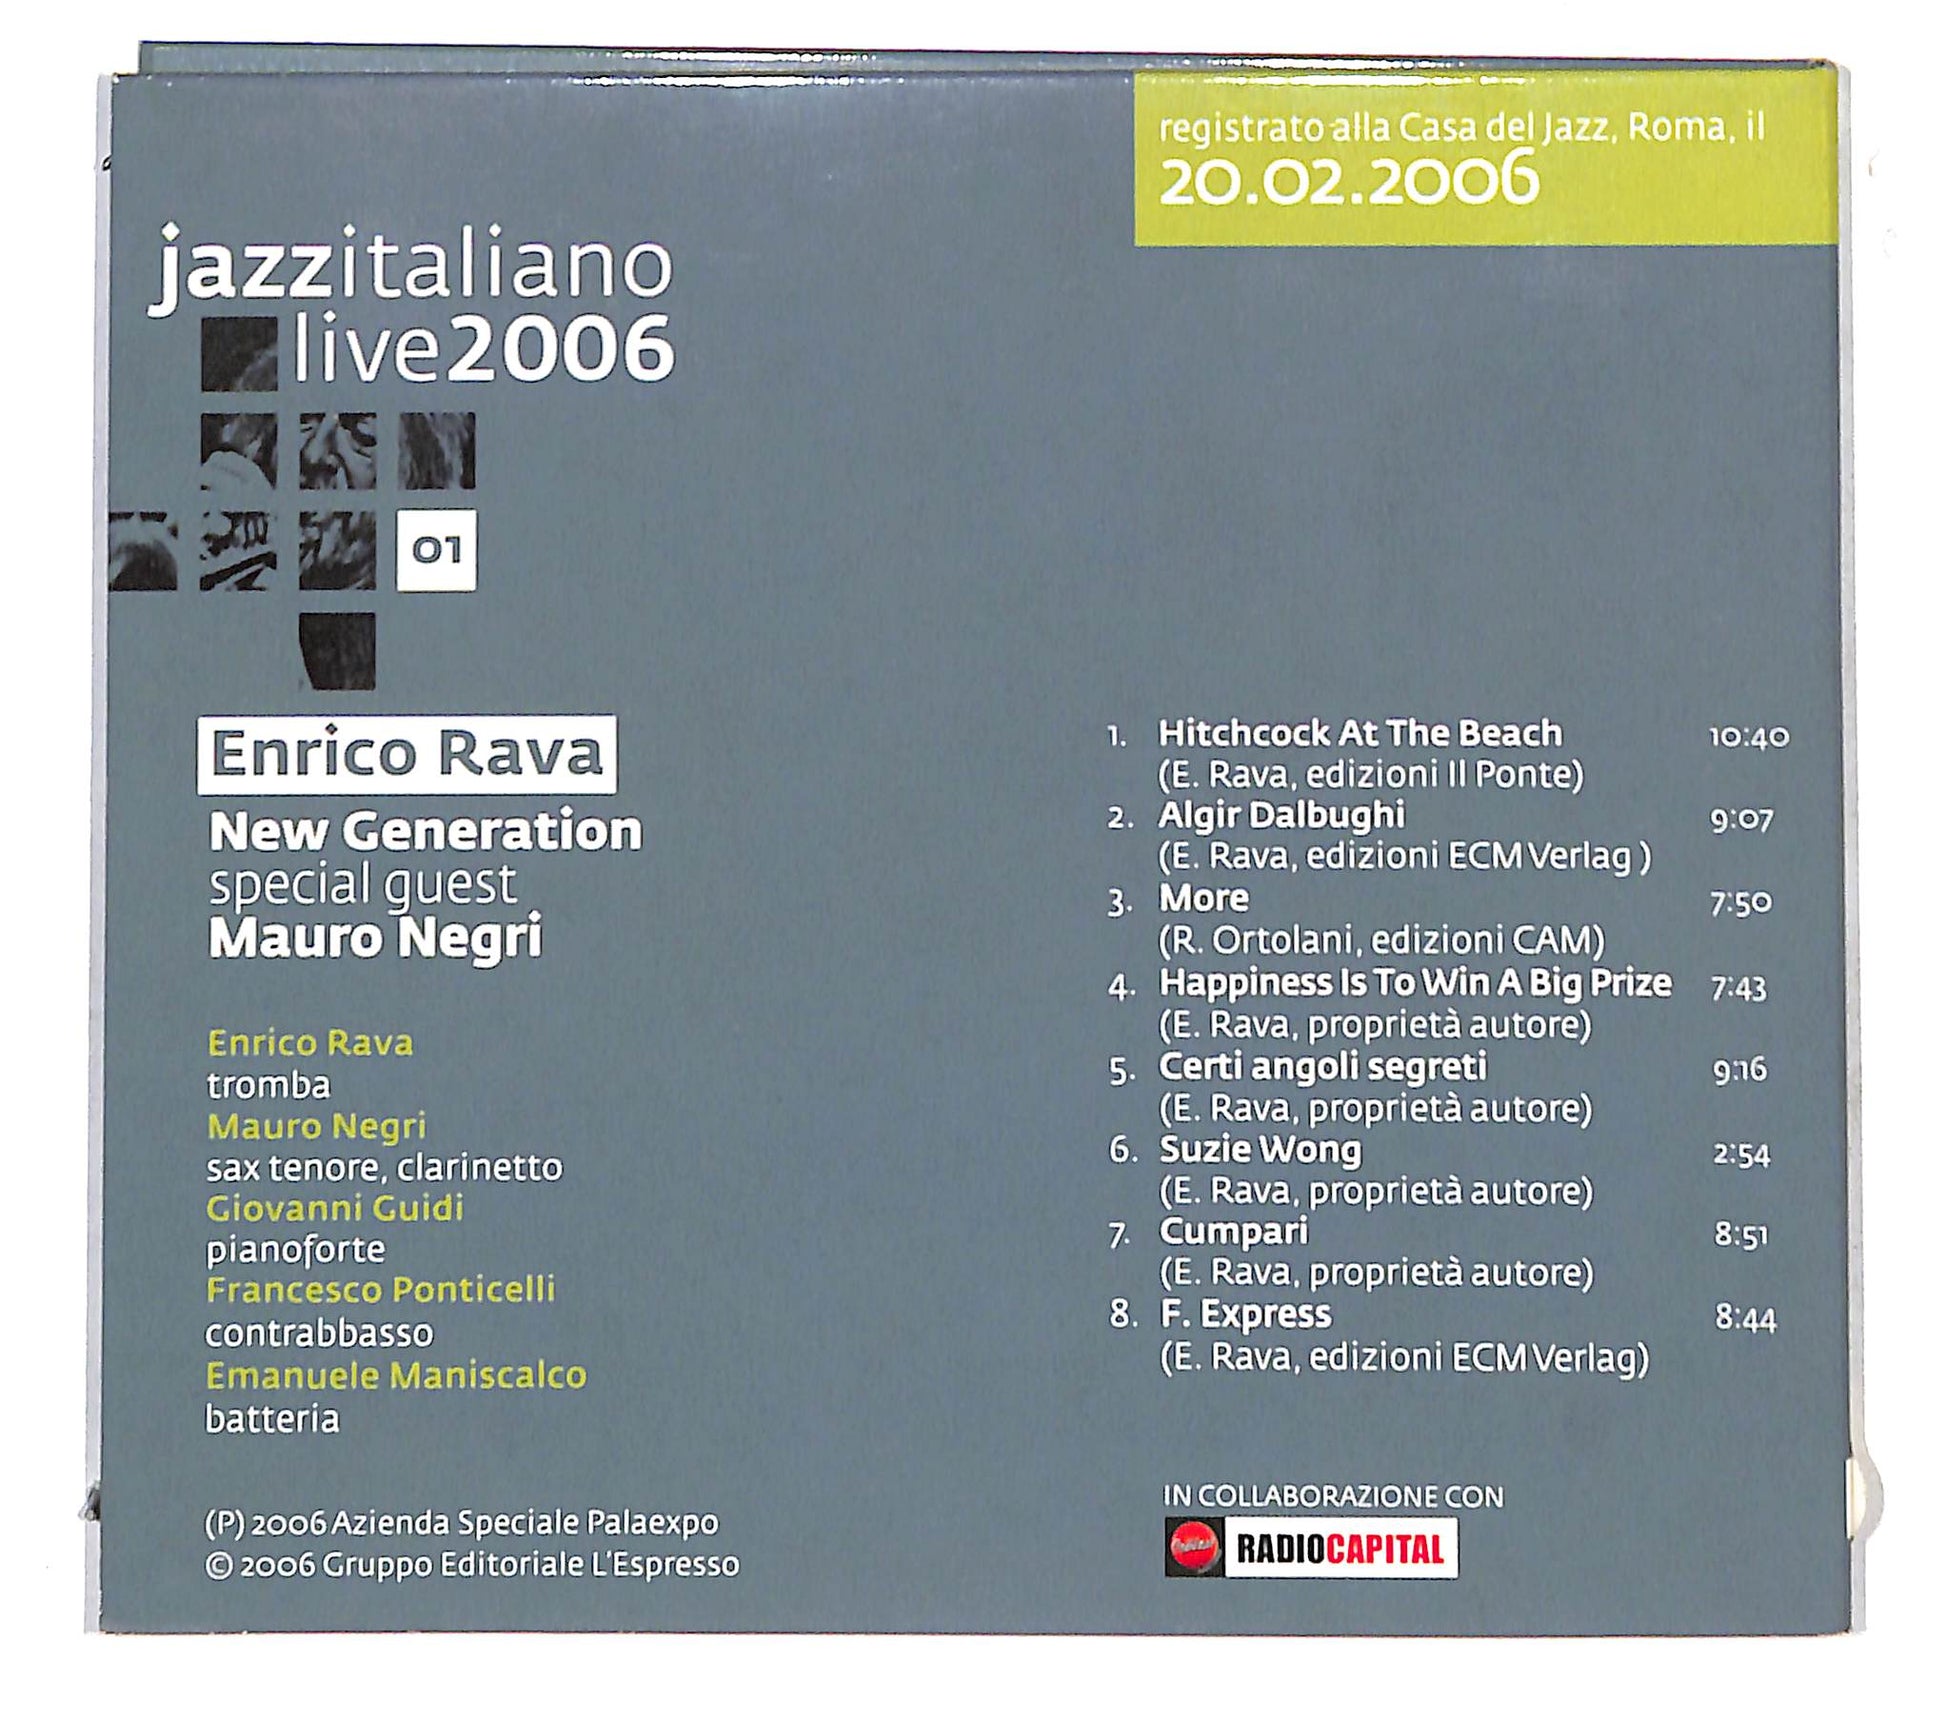 registrato alla Casa del Jazz, Roma, il
20.02.2006
jazzitaliano
live2006
01
Enrico Rava
New Generation
special guest
Mauro Negri
Enrico Rava
tromba
Mauro Negri
sax tenore, clarinetto
Giovanni Guidi
pianoforte
Francesco Ponticelli
contrabbasso
Emanuele Maniscalco
batteria
(P) 2006 Azienda Speciale Palaexpo
© 2006 Gruppo Editoriale L'Espresso
1. Hitchcock At The Beach 10:40
(E. Rava, edizioni Il Ponte)
2. Algir Dalbughi 9:07
(E. Rava, edizioni ECM Verlag )
3. More 7:50
(R. Ortolani, edizioni CAM)
4. Happiness Is To Win A Big Prize 7:43
(E. Rava, proprietà autore)
5. Certi angoli segreti 9:16
(E. Rava, proprietà autore)
6. Suzie Wong 2:54
(E. Rava, proprietà autore)
7. Cumpari 8:51
(E. Rava, proprietà autore)
8. F. Express 8:44
(E. Rava, edizioni ECM Verlag)
IN COLLABORAZIONE CON
RADIOCAPITAL